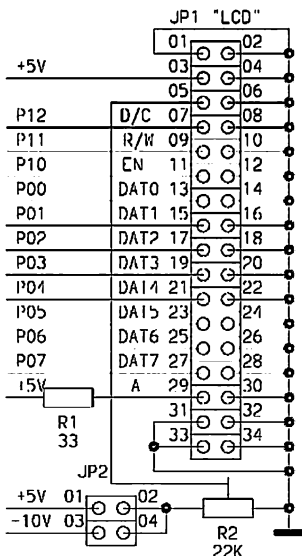 JP1 "LCD"
01 02
+5V 03 04
05 06
P12 D/C 07 08
P11 R/W 09 10
P10 EN 11 12
P00 DAT0 13 14
P01 DAT1 15 16
P02 DAT2 17 18
P03 DAT3 19 20
P04 DAT4 21 22
P05 DAT5 23 24
P06 DAT6 25 26
P07 DAT7 27 28
+5V A 29 30
R1 31 32
33 33 34
JP2
+5V 01 02
-10V 03 04
R2
22K